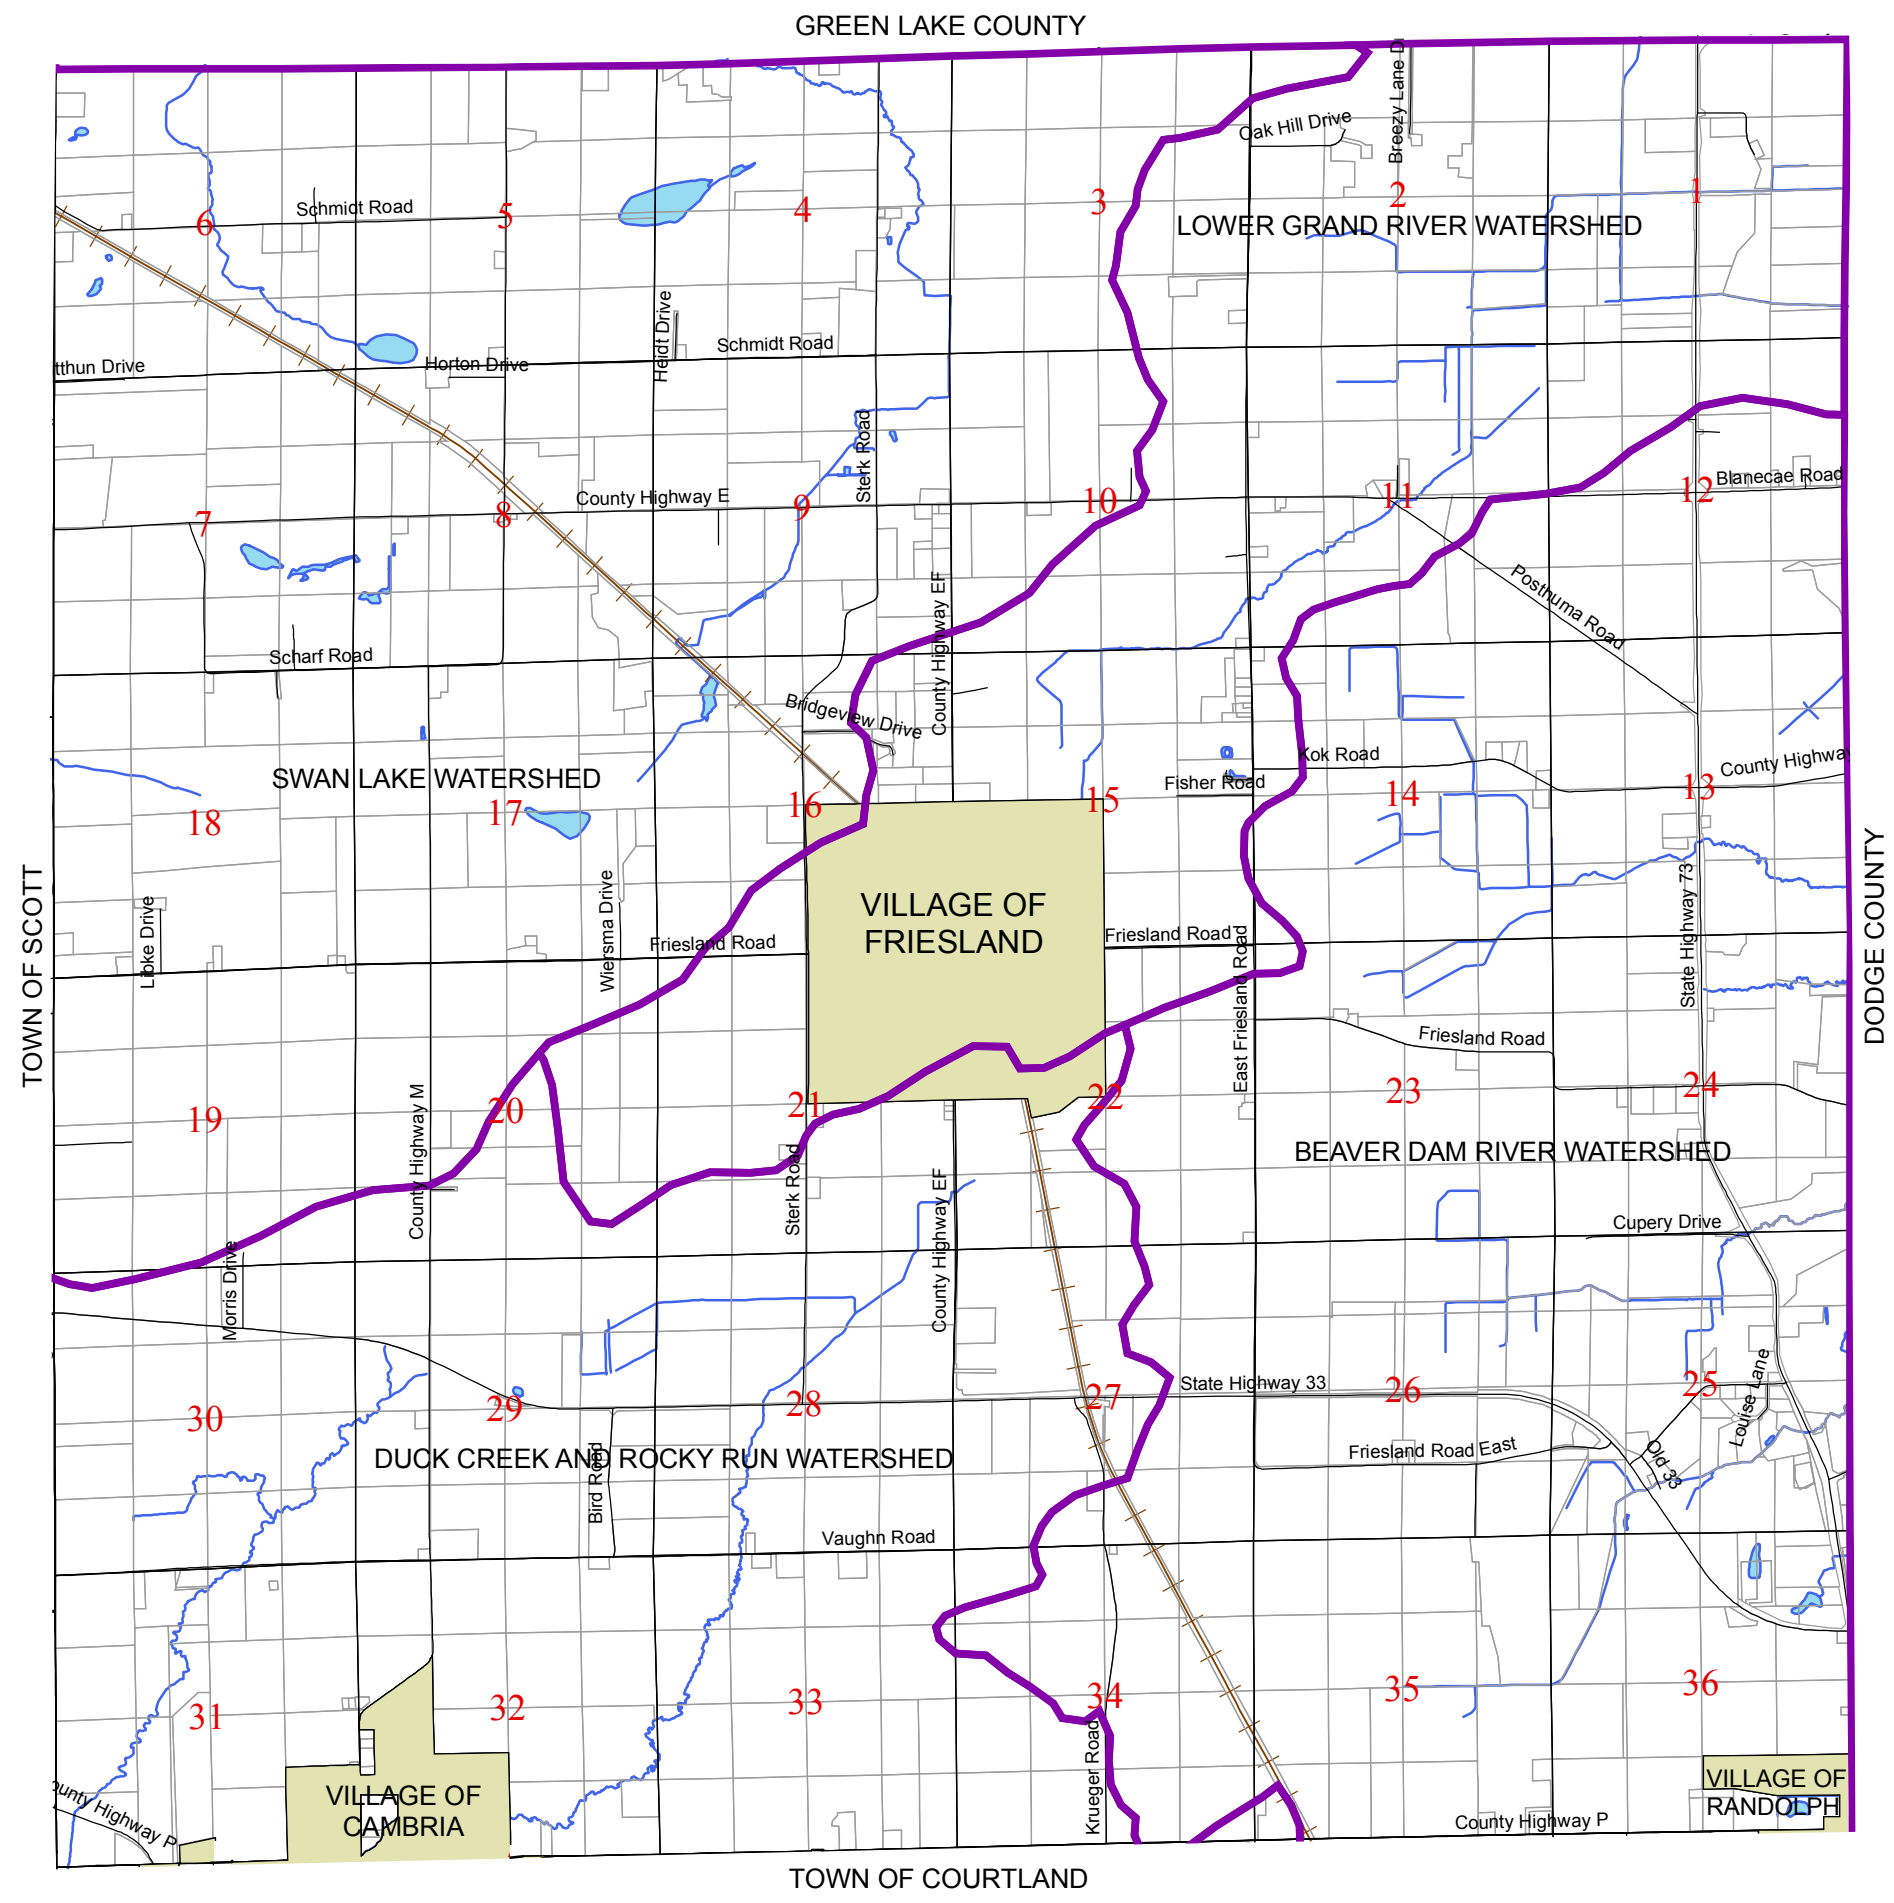 GREEN LAKE COUNTY
Breezy Lane D
Oak Hill Drive
6
Schmidt Road
5
4
3
2
1
LOWER GRAND RIVER WATERSHED
tthun Drive
Horton Drive
Heidt Drive
Schmidt Road
Sterk Road
7
8
County Highway E
9
10
11
12
Blanecae Road
Posthuma Road
Scharf Road
County Highway EF
Bridgeview Drive
Kok Road
Fisher Road
County Highway
SWAN LAKE WATERSHED
18
17
16
15
14
13
TOWN OF SCOTT
DODGE COUNTY
Libke Drive
Wiersma Drive
Friesland Road
VILLAGE OF
FRIESLAND
Friesland Road
East Friesland Road
State Highway 73
Friesland Road
19
County Highway M
20
21
22
23
24
BEAVER DAM RIVER WATERSHED
Sterk Road
County Highway EF
Cupery Drive
Morris Drive
30
29
28
27
State Highway 33
26
25
Louise Lane
DUCK CREEK AND ROCKY RUN WATERSHED
Bird Road
Friesland Road East
Old 33
Vaughn Road
31
32
33
34
35
36
Krueger Road
ounty Highway P
VILLAGE OF
CAMBRIA
County Highway P
VILLAGE OF
RANDOLPH
TOWN OF COURTLAND